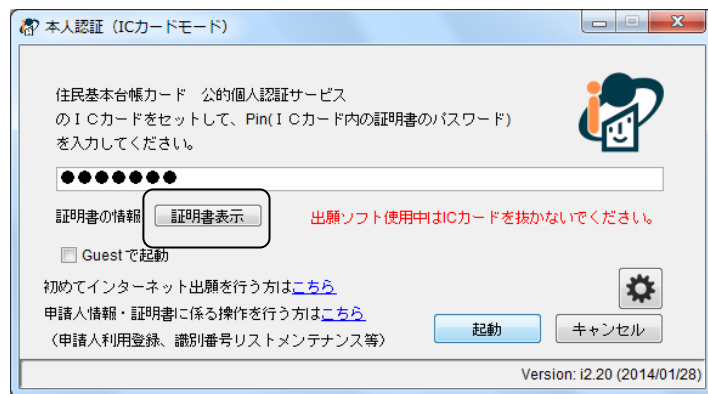 本人認証（ICカードモード）
住民基本台帳カード　公的個人認証サービス
のＩＣカードをセットして、Pin(ＩＣカード内の証明書のパスワード)
を入力してください。
●●●●●●●
証明書の情報 証明書表示 出願ソフト使用中はICカードを抜かないでください。
Guestで起動
初めてインターネット出願を行う方はこちら
申請人情報・証明書に係る操作を行う方はこちら
（申請人利用登録、識別番号リストメンテナンス等） 起動 キャンセル
Version: i2.20 (2014/01/28)